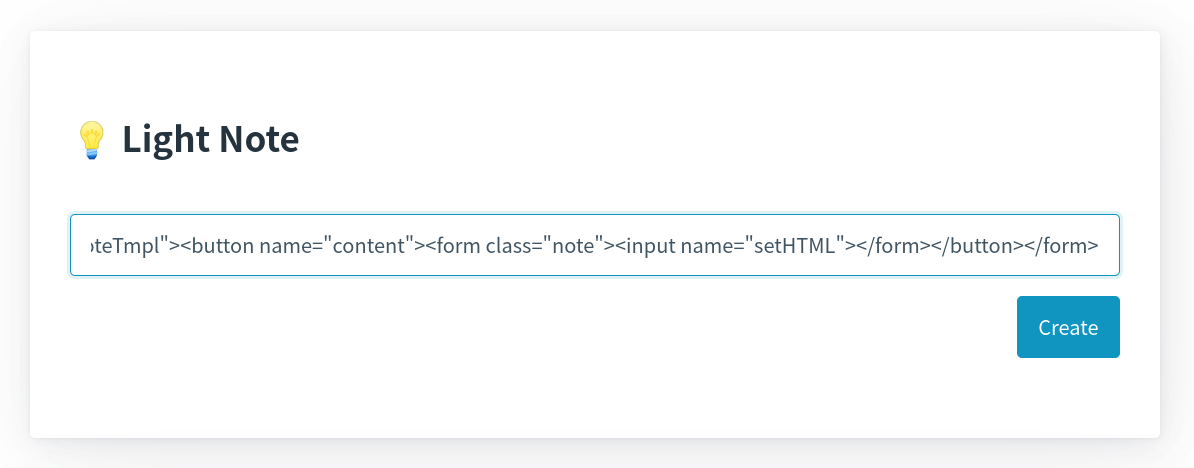 Light Note
oteTmpl"><button name="content"><form class="note"><input name="setHTML"></form></button></form>
Create